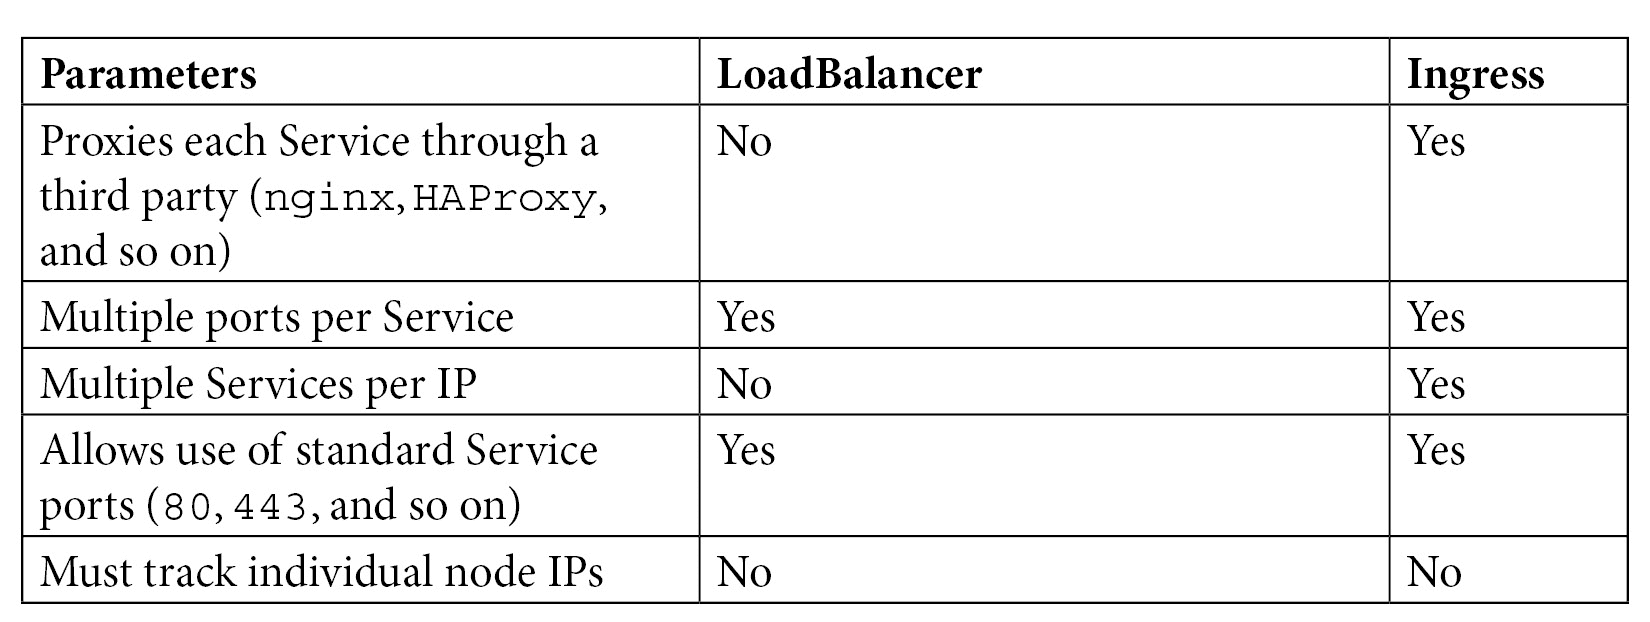 Parameters LoadBalancer Ingress
Proxies each Service through a No Yes
third party (nginx, HAProxy,
and so on)
Multiple ports per Service Yes Yes
Multiple Services per IP No Yes
Allows use of standard Service Yes Yes
ports (80, 443, and so on)
Must track individual node IPs No No